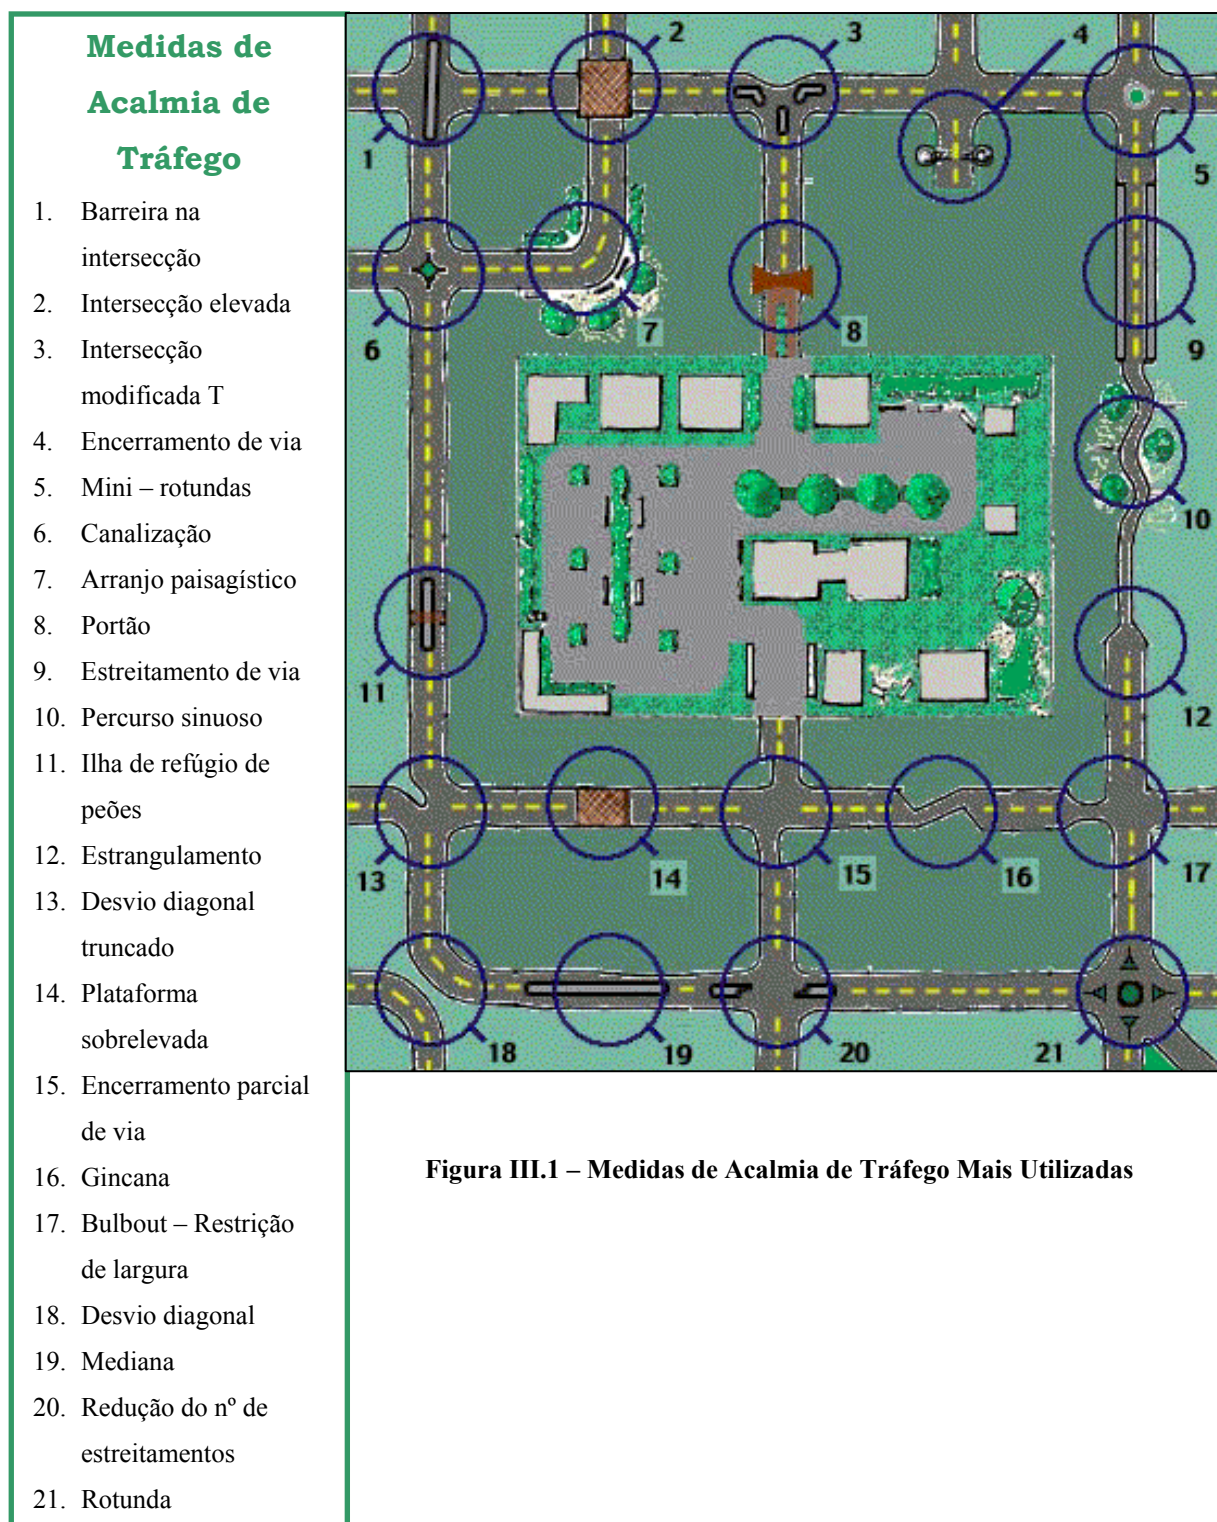 Medidas de
Acalmia de
Tráfego
1. Barreira na
intersecção
2. Intersecção elevada
3. Intersecção
modificada T
4. Encerramento de via
5. Mini – rotundas
6. Canalização
7. Arranjo paisagístico
8. Portão
9. Estreitamento de via
10. Percurso sinuoso
11. Ilha de refúgio de
peões
12. Estrangulamento
13. Desvio diagonal
truncado
14. Plataforma
sobrelevada
15. Encerramento parcial
de via
16. Gincana
17. Bulbout – Restrição
de largura
18. Desvio diagonal
19. Mediana
20. Redução do nº de
estreitamentos
21. Rotunda
2
3
4
1
5
6
7
8
9
10
11
12
13
14
15
16
17
18
19
20
21
Figura III.1 – Medidas de Acalmia de Tráfego Mais Utilizadas